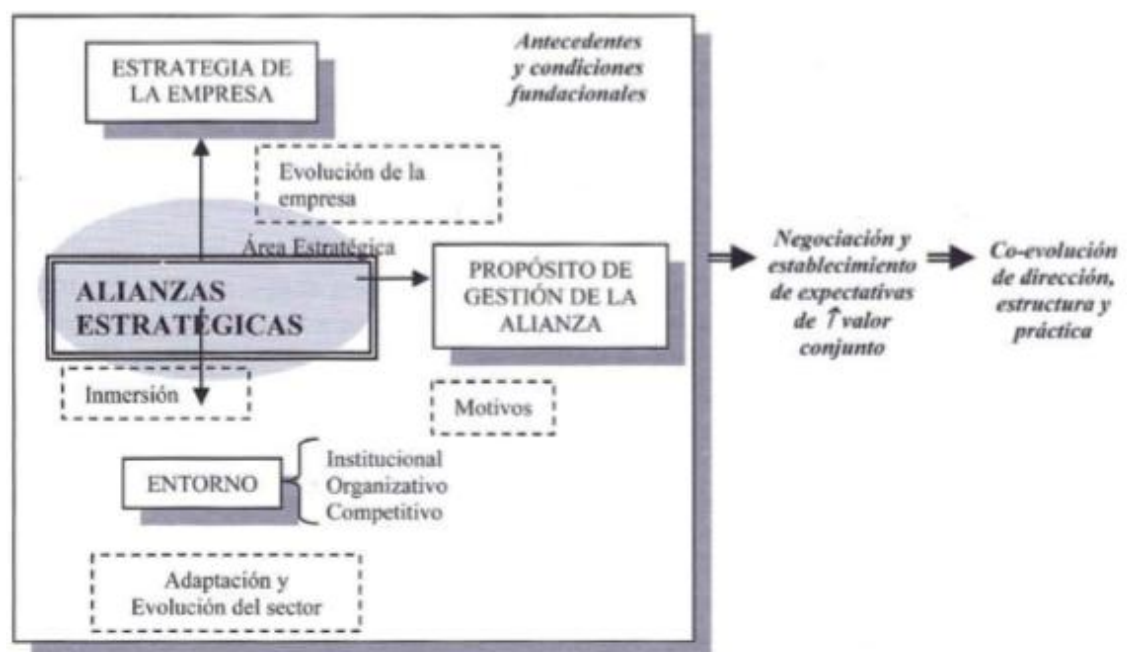 Antecedentes
y condiciones
fundacionales
ESTRATEGIA DE
LA EMPRESA
Evolución de la
empresa
Área Estratégica
ALIANZAS
ESTRATÉGICAS
PROPÓSITO DE
GESTIÓN DE LA
ALIANZA
Inmersión
Motivos
ENTORNO
Institucional
Organizativo
Competitivo
Adaptación y
Evolución del sector
Negociación y
establecimiento
de expectativas
de ↑ valor
conjunto
Co-evolución
de dirección,
estructura y
práctica